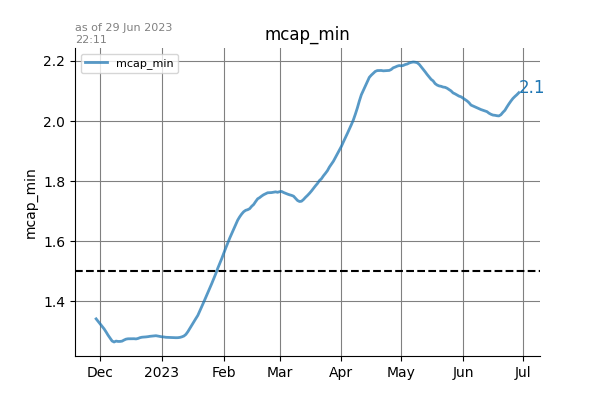 as of 29 Jun 2023
22:11
mcap_min
mcap_min
2.2
2.0
1.8
1.6
1.4
mcap_min
2.1
Dec 2023 Feb Mar Apr May Jun Jul